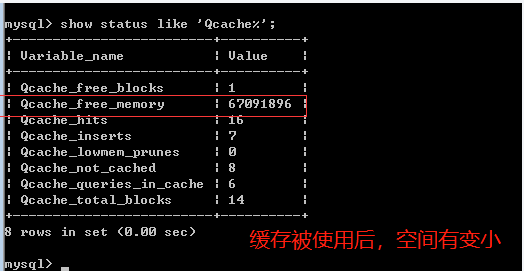 mysql> show status like 'Qcache%';
+-------------------------+----------+
| Variable_name | Value |
+-------------------------+----------+
| Qcache_free_blocks | 1 |
| Qcache_free_memory | 67091896 |
| Qcache_hits | 16 |
| Qcache_inserts | 7 |
| Qcache_lowmem_prunes | 0 |
| Qcache_not_cached | 8 |
| Qcache_queries_in_cache | 6 |
| Qcache_total_blocks | 14 |
+-------------------------+----------+
8 rows in set (0.00 sec)
缓存被使用后，空间有变小
mysql> _